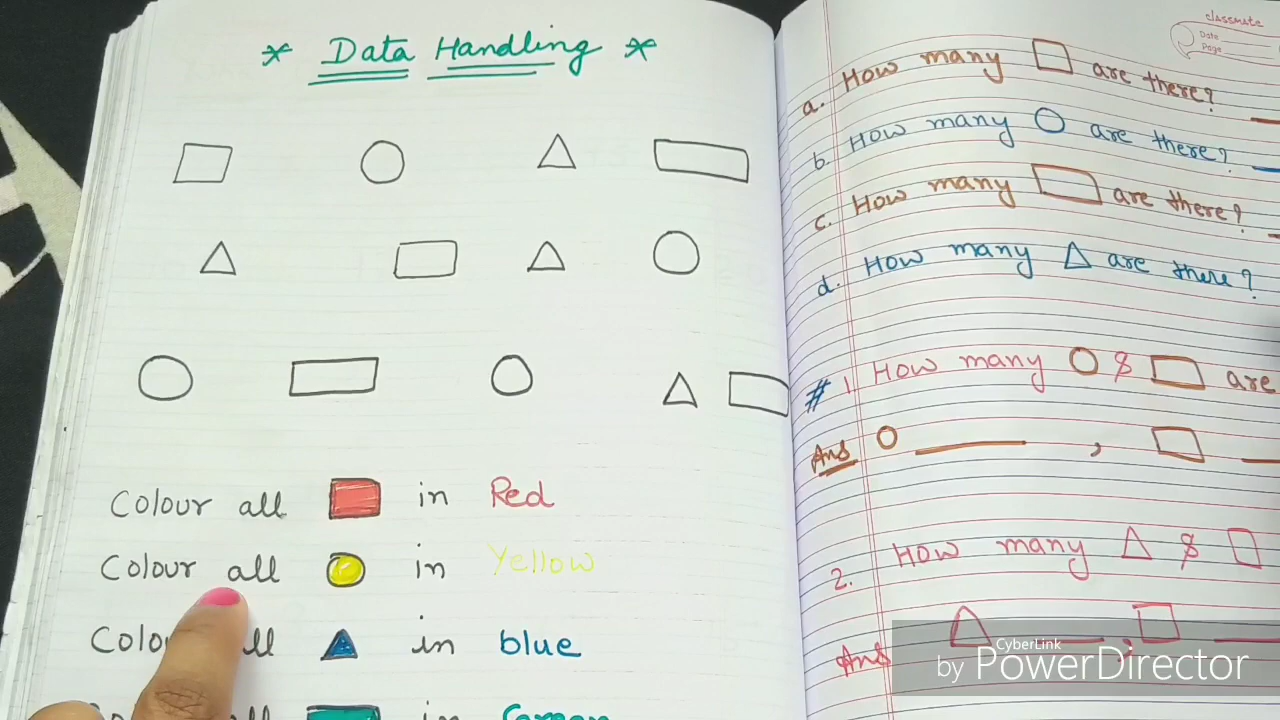 * Data Handling *
Colour all in Red
Colour all in Yellow
all in blue
all in
classmate
Date
Page
a. How many are there?
b. How many are there?
c. How many are there?
d. How many are there?
# 1. How many & are
Ans ,
2. How many &
Ans ,
CyberLink
by PowerDirector